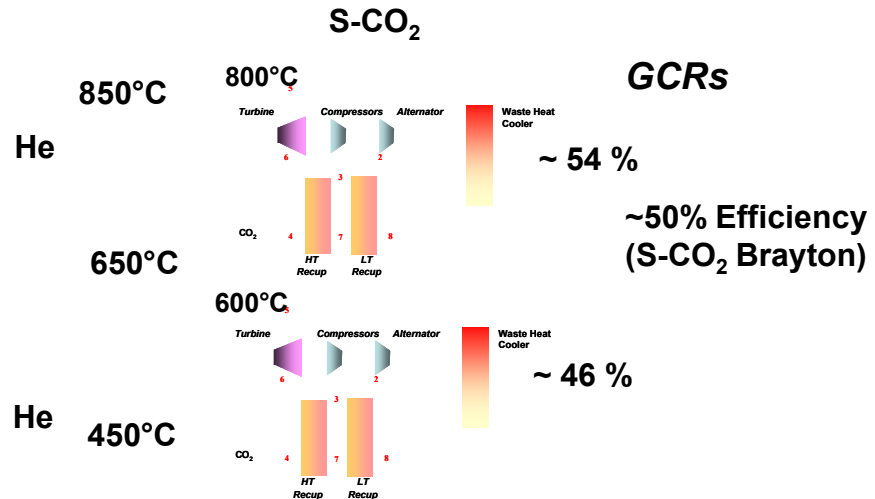 S-CO₂
800°C
5
GCRs
850°C
Turbine
Compressors
Alternator
Waste Heat
Cooler
He
6
2
~ 54 %
3
~50% Efficiency
(S-CO₂ Brayton)
CO₂
4
7
8
650°C
HT
Recup
LT
Recup
600°C
5
Turbine
Compressors
Alternator
Waste Heat
Cooler
6
2
~ 46 %
3
He
450°C
CO₂
4
7
8
HT
Recup
LT
Recup